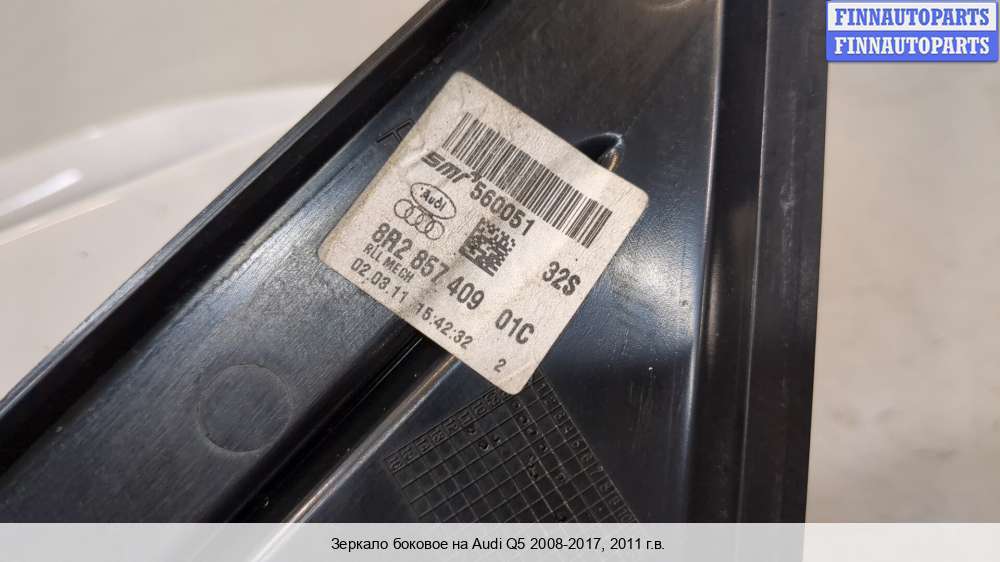 FINNAUTOPARTS
FINNAUTOPARTS
smr 560051
Audi
32S
8R2 857 409 01C
RLL MECH
02.03.11 15:42:32 2
Зеркало боковое на Audi Q5 2008-2017, 2011 г.в.